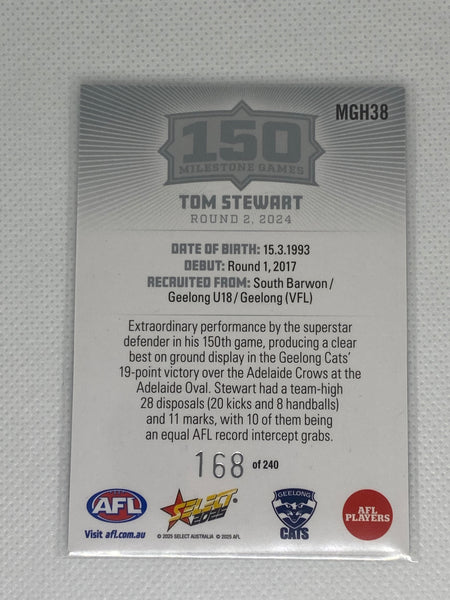 MGH38
150
MILESTONE GAMES
TOM STEWART
ROUND 2, 2024
DATE OF BIRTH: 15.3.1993
DEBUT: Round 1, 2017
RECRUITED FROM: South Barwon/
Geelong U18/Geelong (VFL)
Extraordinary performance by the superstar
defender in his 150th game, producing a clear
best on ground display in the Geelong Cats'
19-point victory over the Adelaide Crows at the
Adelaide Oval. Stewart had a team-high
28 disposals (20 kicks and 8 handballs)
and 11 marks, with 10 of them being
an equal AFL record intercept grabs.
168 of 240
AFL
Visit afl.com.au
SELECT
2025
© 2025 SELECT AUSTRALIA © 2025 AFL
GEELONG
CATS
AFL
PLAYERS